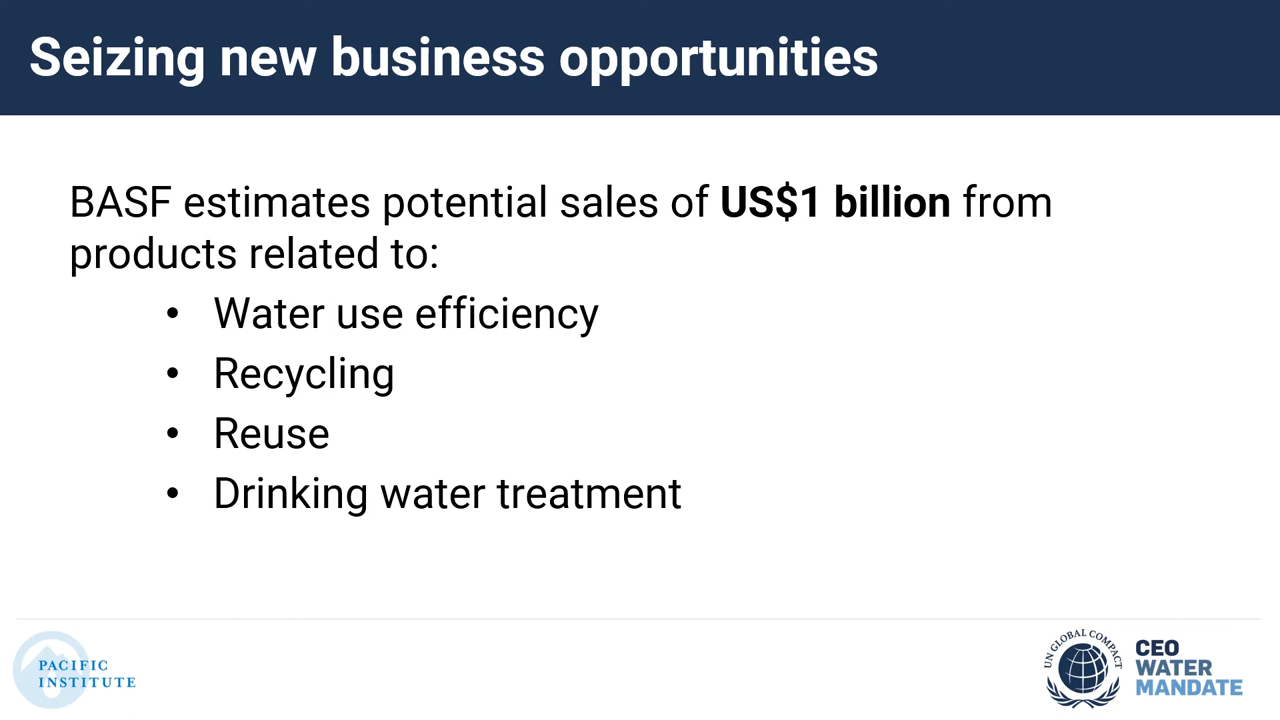 Seizing new business opportunities
BASF estimates potential sales of US$1 billion from
products related to:
• Water use efficiency
• Recycling
• Reuse
• Drinking water treatment
PACIFIC
INSTITUTE
UN GLOBAL COMPACT
CEO
WATER
MANDATE